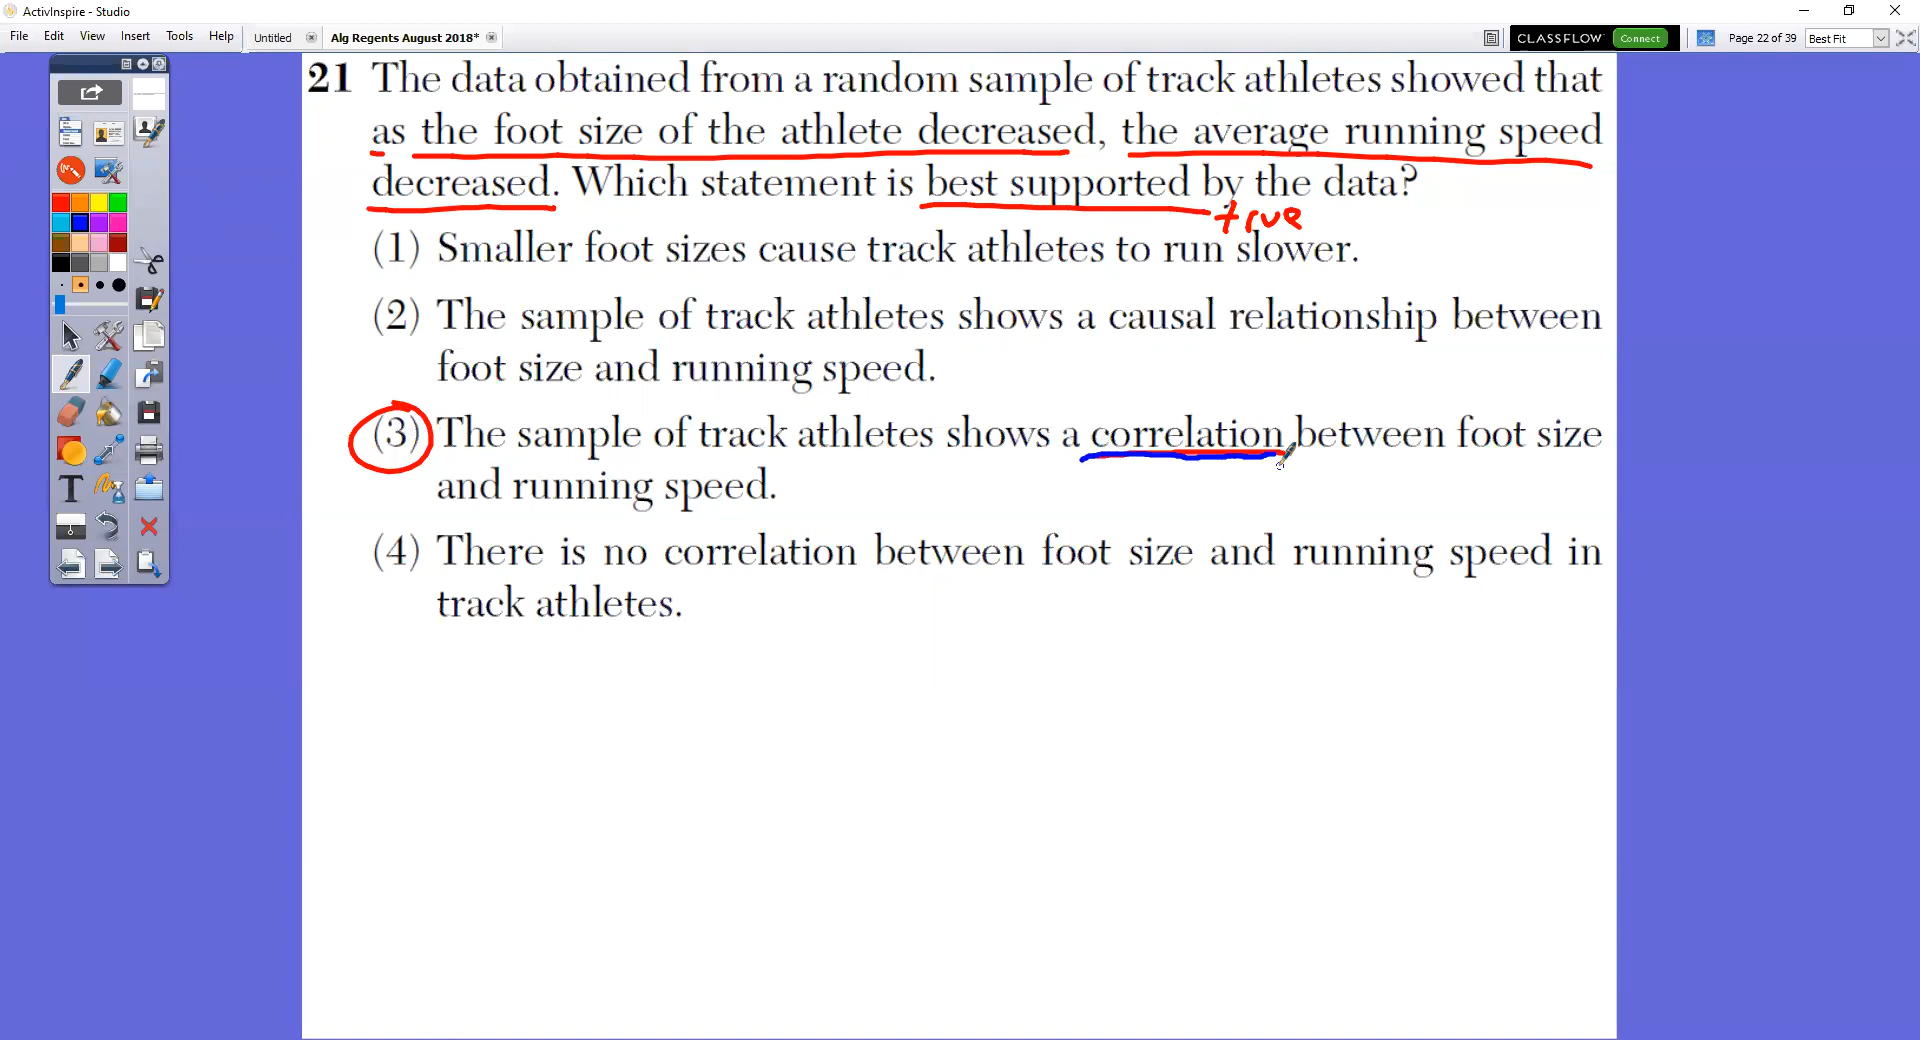 ActivInspire - Studio
File Edit View Insert Tools Help Untitled Alg Regents August 2018* CLASSFLOW Connect Page 22 of 39 Best Fit
21 The data obtained from a random sample of track athletes showed that
as the foot size of the athlete decreased, the average running speed
decreased. Which statement is best supported by the data?
true
(1) Smaller foot sizes cause track athletes to run slower.
(2) The sample of track athletes shows a causal relationship between
foot size and running speed.
(3) The sample of track athletes shows a correlation between foot size
and running speed.
(4) There is no correlation between foot size and running speed in
track athletes.